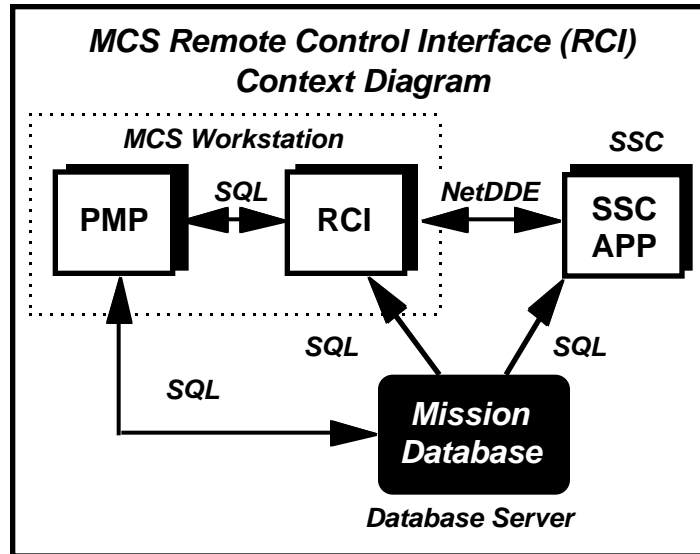 MCS Remote Control Interface (RCI)
Context Diagram
MCS Workstation
SSC
SQL
NetDDE
PMP
RCI
SSC
APP
SQL
SQL
SQL
Mission
Database
Database Server